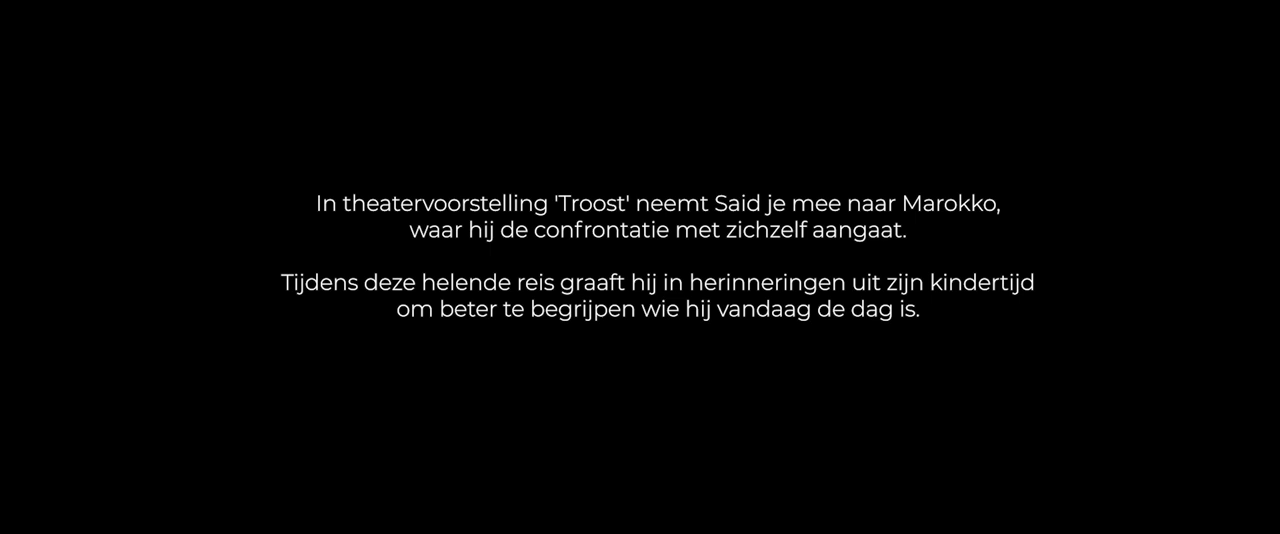 In theatervoorstelling 'Troost' neemt Said je mee naar Marokko,
waar hij de confrontatie met zichzelf aangaat.
Tijdens deze helende reis graaft hij in herinneringen uit zijn kindertijd
om beter te begrijpen wie hij vandaag de dag is.